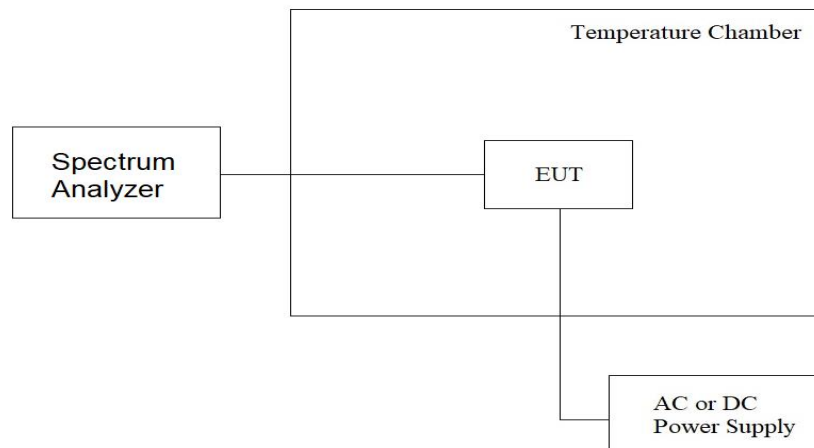 Temperature Chamber
Spectrum
Analyzer
EUT
AC or DC
Power Supply